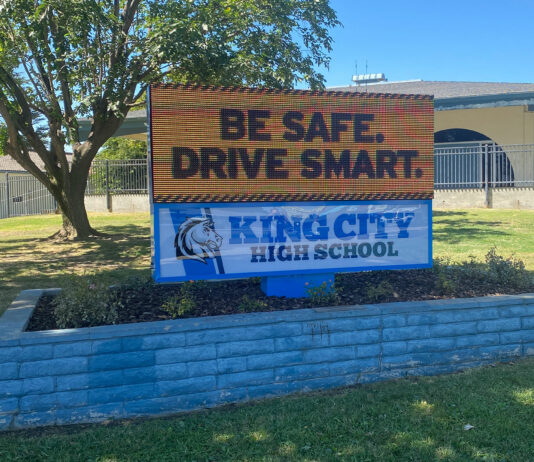 BE SAFE.
DRIVE SMART.
KING CITY
HIGH SCHOOL